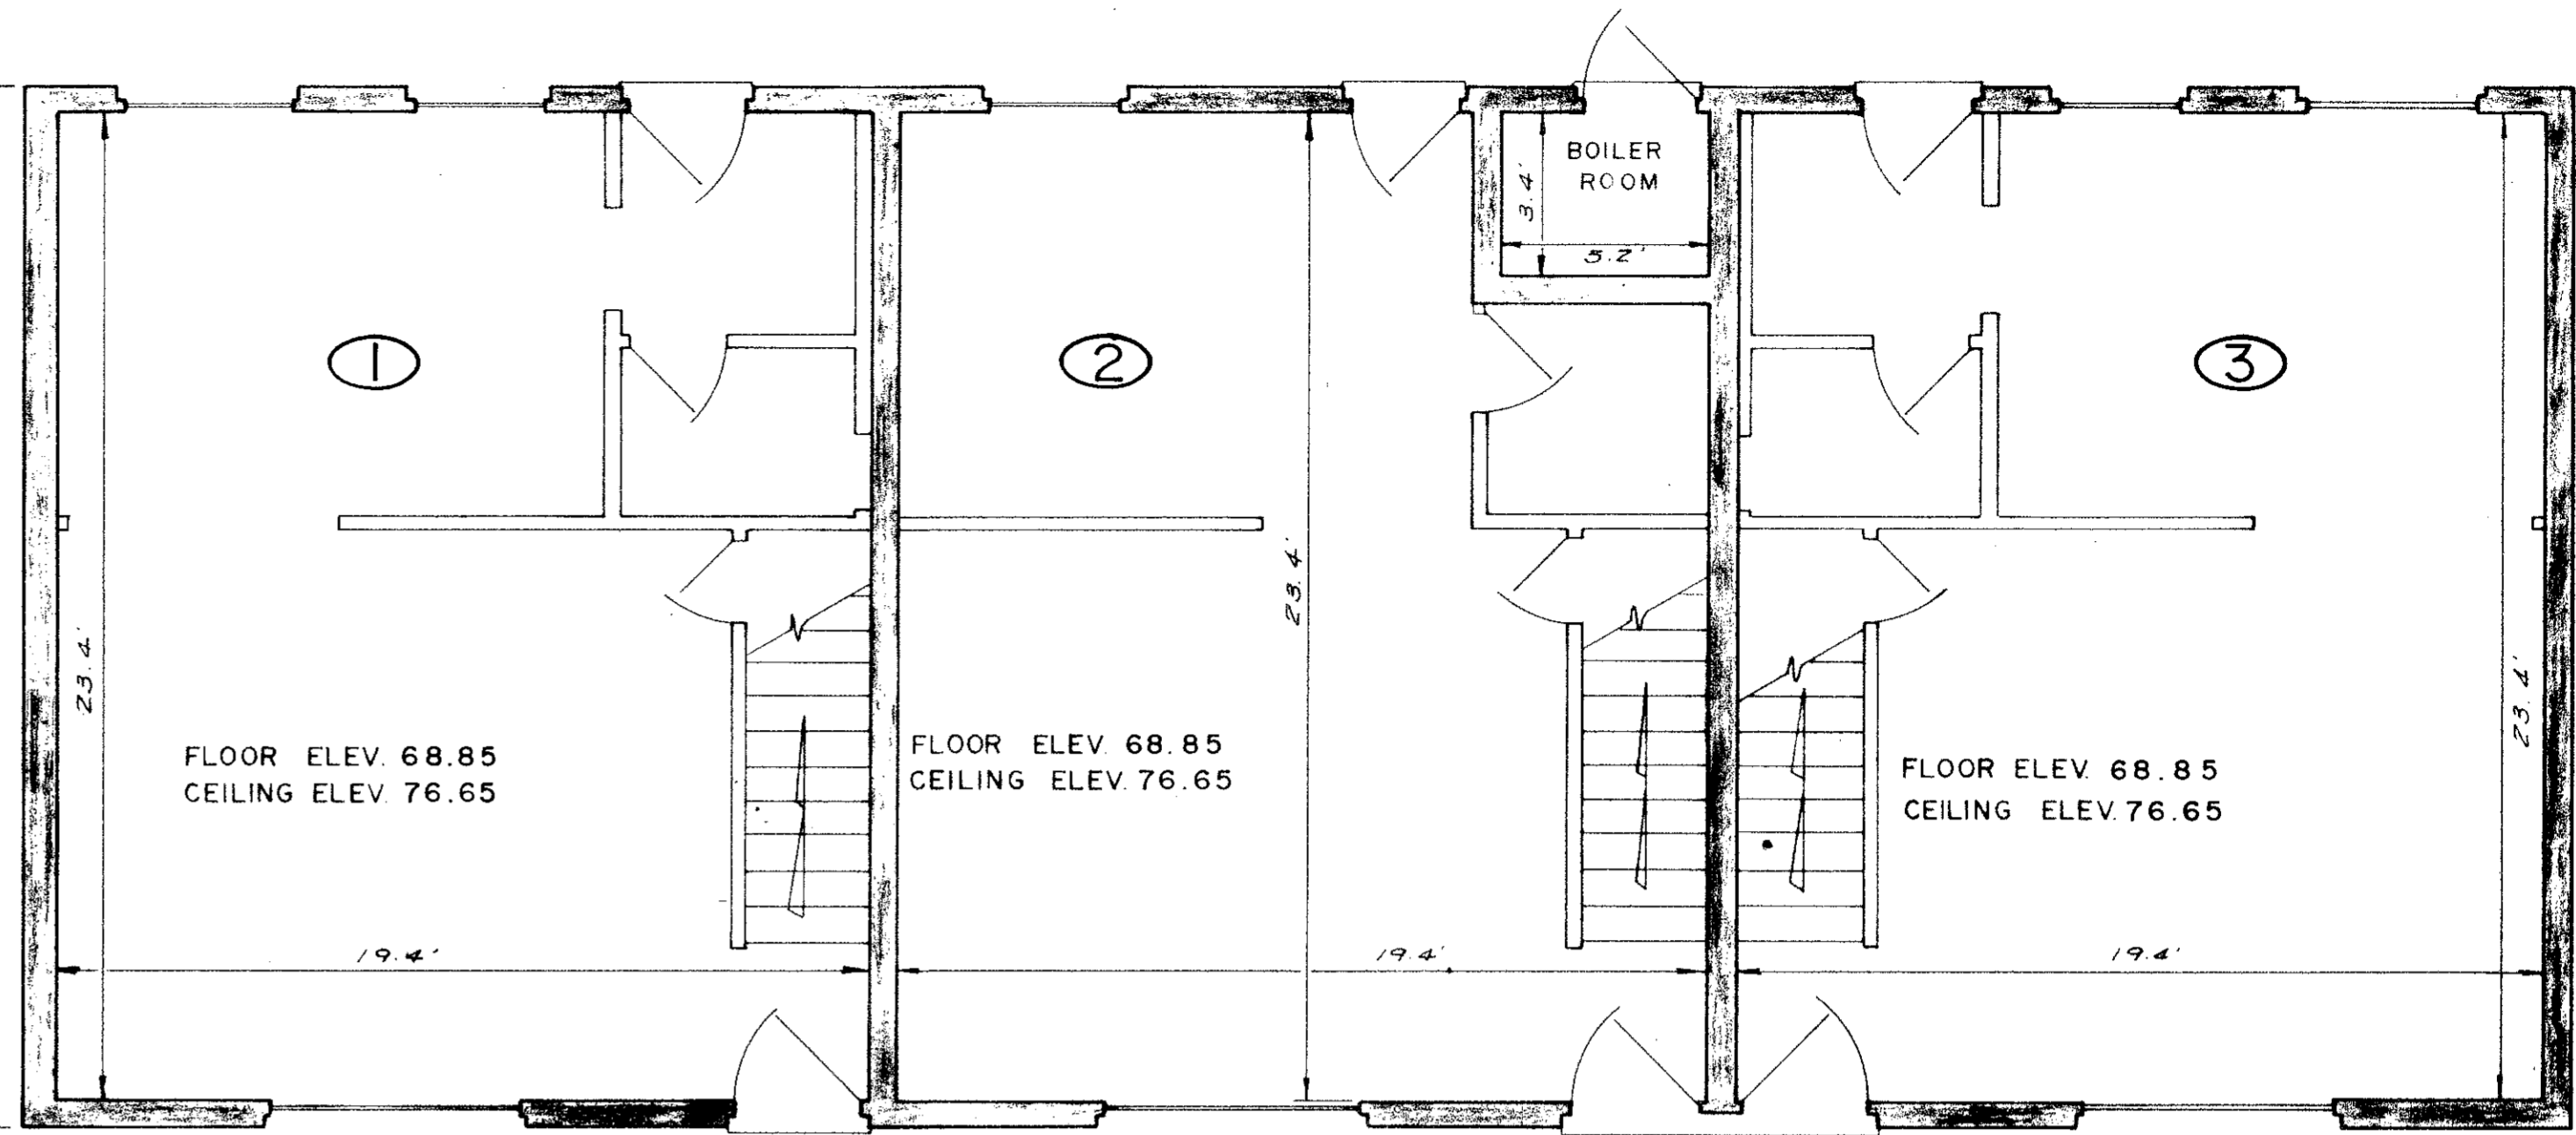 BOILER
ROOM
3.4'
5.2'
1
2
3
23.4'
23.4'
23.4'
FLOOR ELEV. 68.85
CEILING ELEV. 76.65
FLOOR ELEV. 68.85
CEILING ELEV. 76.65
FLOOR ELEV. 68.85
CEILING ELEV. 76.65
19.4'
19.4'
19.4'